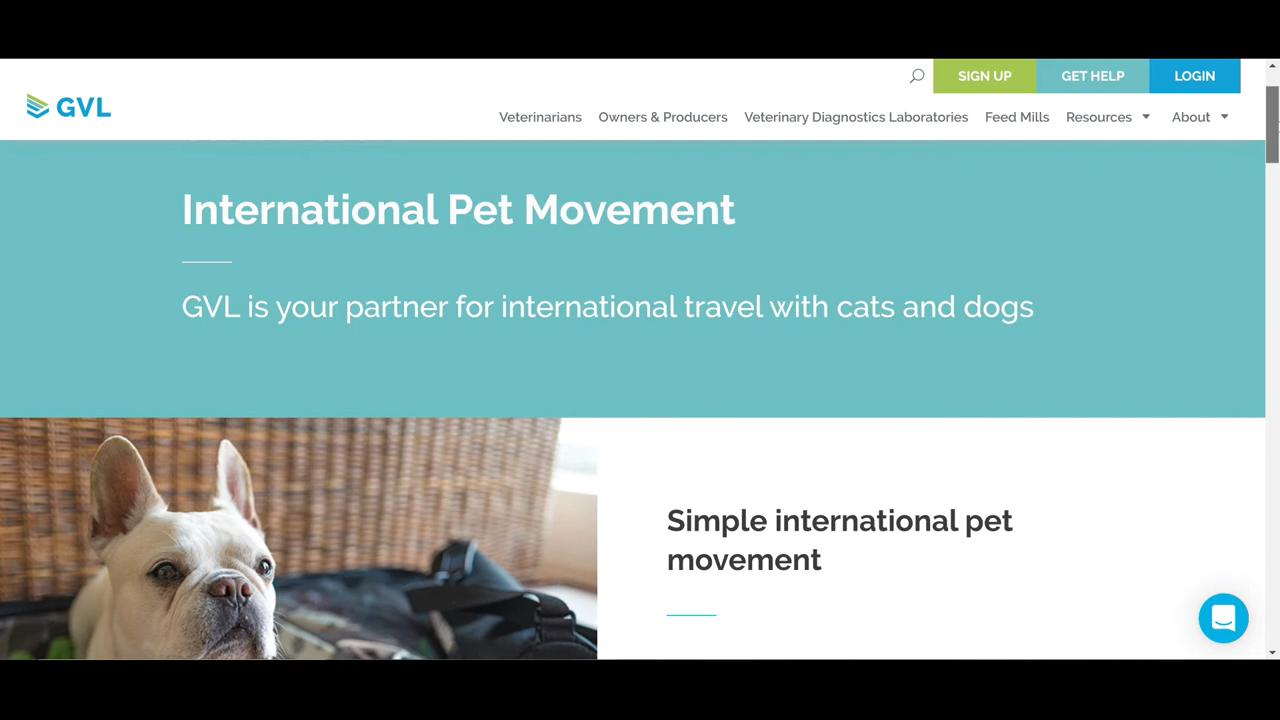 SIGN UP
GET HELP
LOGIN
GVL
Veterinarians
Owners & Producers
Veterinary Diagnostics Laboratories
Feed Mills
Resources
About
International Pet Movement
GVL is your partner for international travel with cats and dogs
Simple international pet
movement